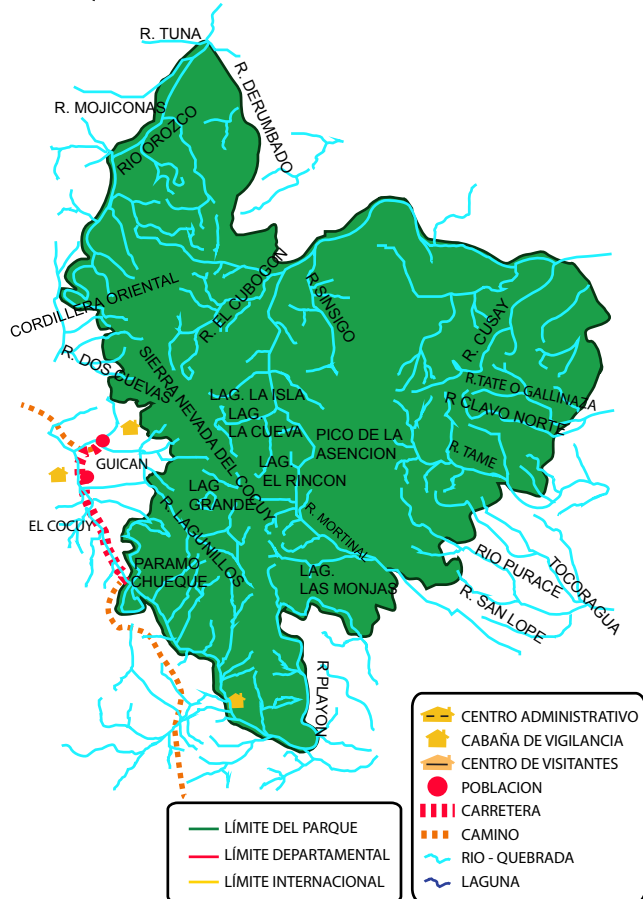 R. TUNA
R. DERUMBADO
R. MOJICONAS
RIO OROZCO
CORDILLERA ORIENTAL
R. EL CUBOGON
R SINSIGO
R. CUSAY
R. DOS CUEVAS
SIERRA NEVADA DEL COCUY
R.TATE O GALLINAZA
R CLAVO NORTE
LAG. LA ISLA
LAG.
LA CUEVA
PICO DE LA
ASENCION
R. TAME
GUICAN
LAG.
EL RINCON
LAG
GRANDE
R. LAGUNILLOS
R. MORTINAL
EL COCUY
PARAMO
CHUEQUE
LAG.
LAS MONJAS
RIO PURACE
TOCORAGUA
R. SAN LOPE
R PLAYON
CENTRO ADMINISTRATIVO
CABAÑA DE VIGILANCIA
CENTRO DE VISITANTES
POBLACION
CARRETERA
CAMINO
RIO - QUEBRADA
LAGUNA
LÍMITE DEL PARQUE
LÍMITE DEPARTAMENTAL
LÍMITE INTERNACIONAL